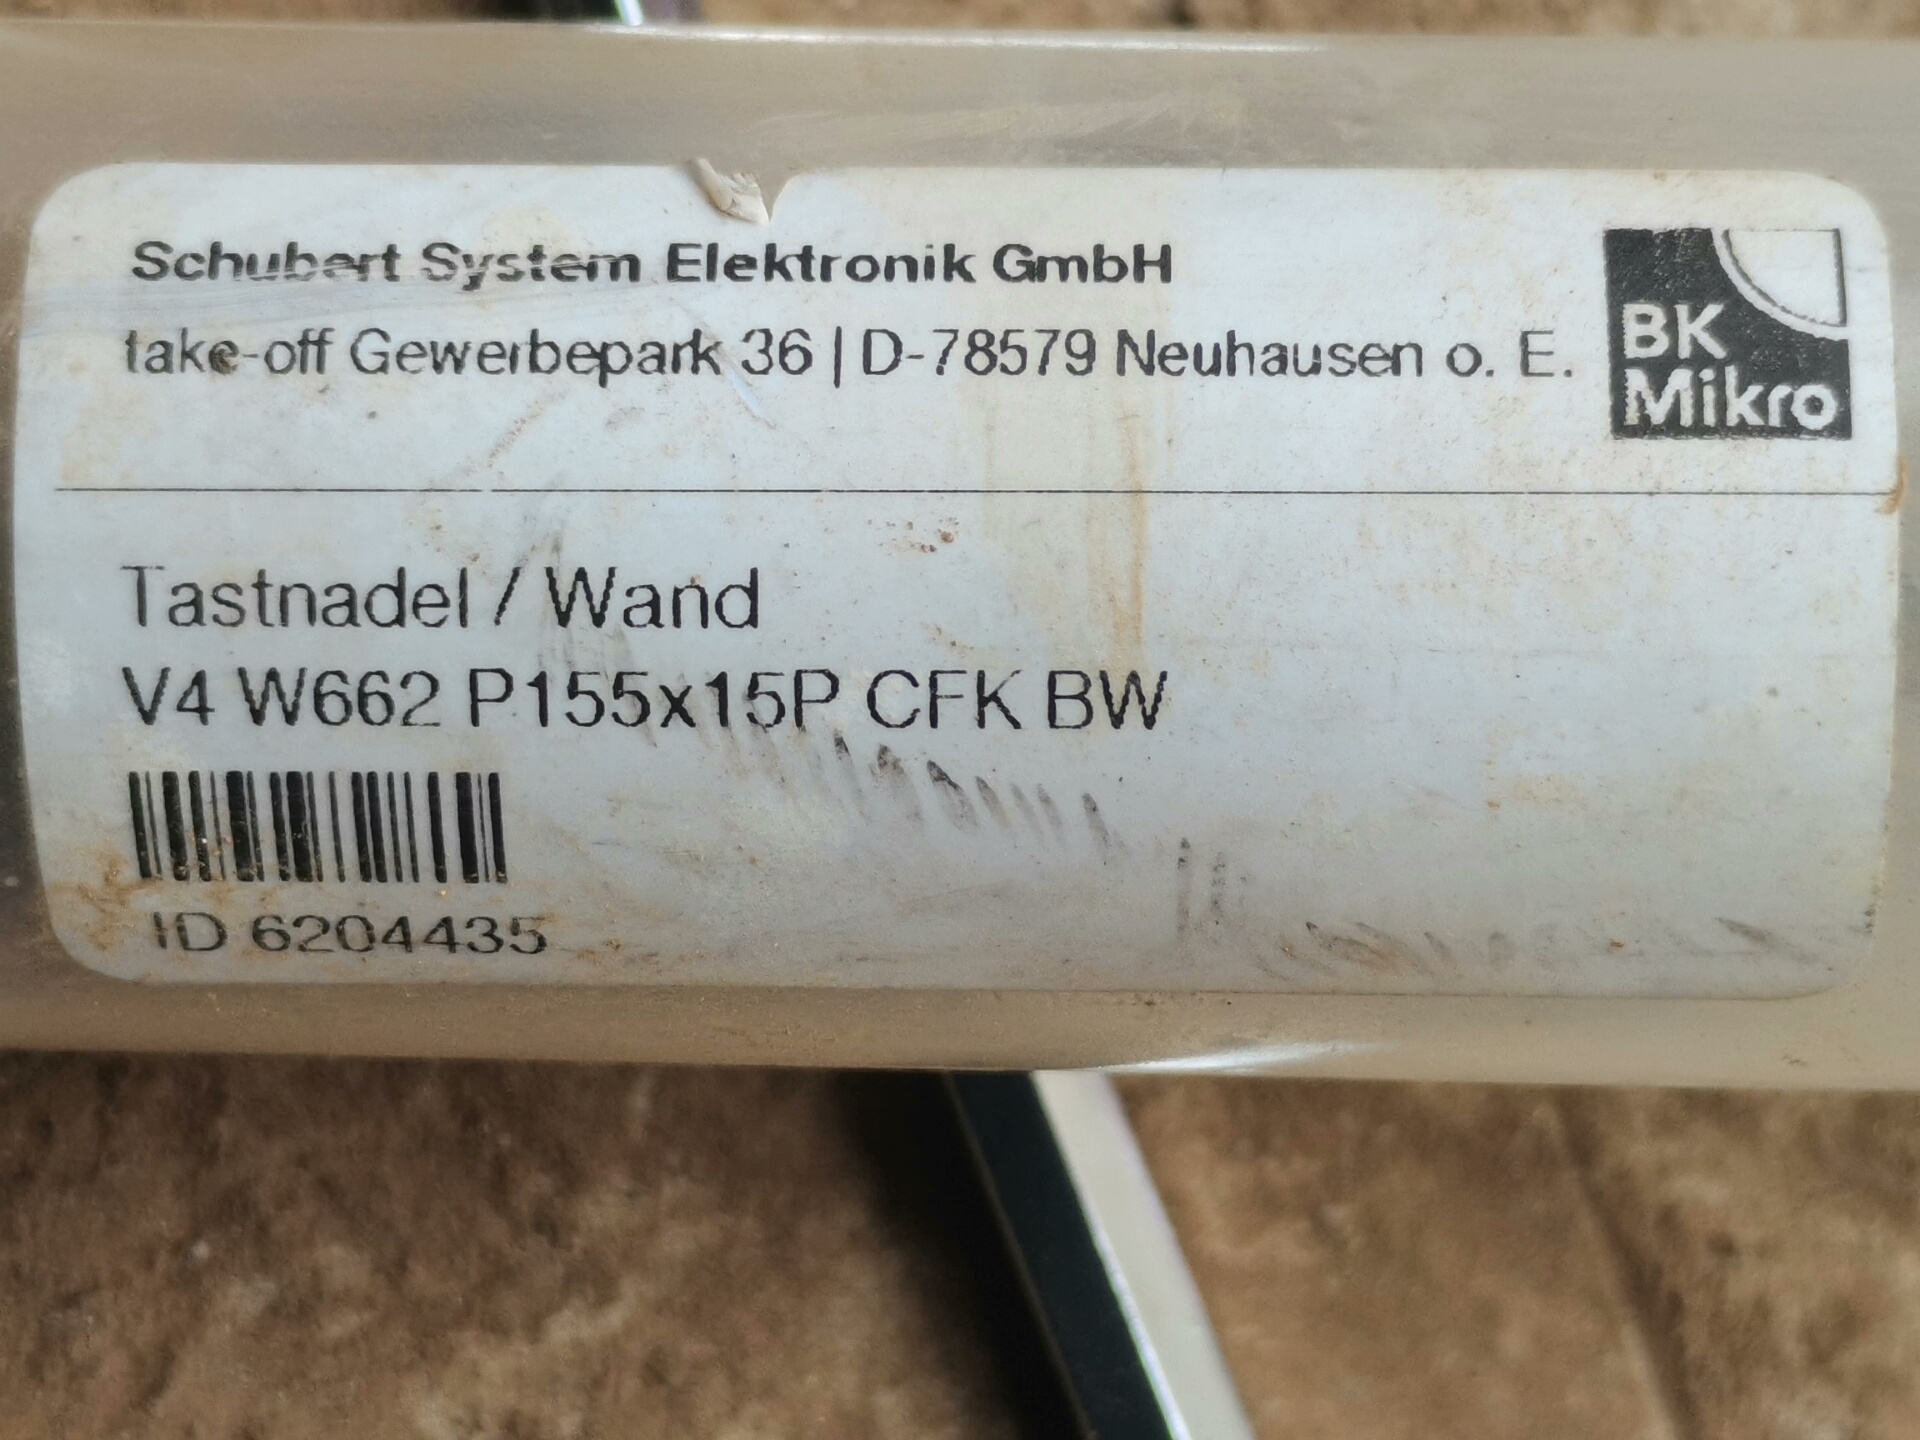 Schubert System Elektronik GmbH
take-off Gewerbepark 36 | D-78579 Neuhausen o. E.
BK
Mikro
Tastnadel / Wand
V4 W662 P155x15P CFK BW
ID 6204435